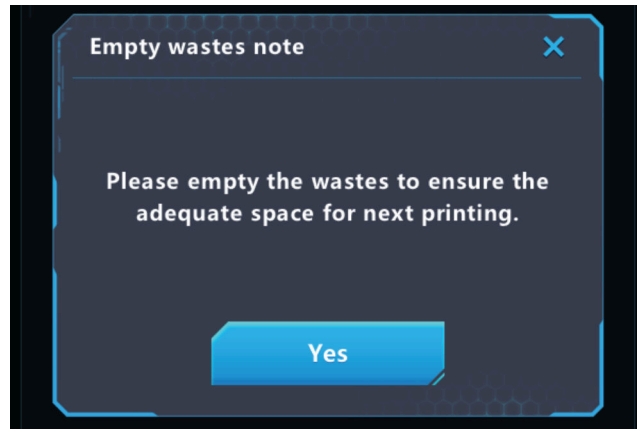 Empty wastes note
Please empty the wastes to ensure the
adequate space for next printing.
Yes